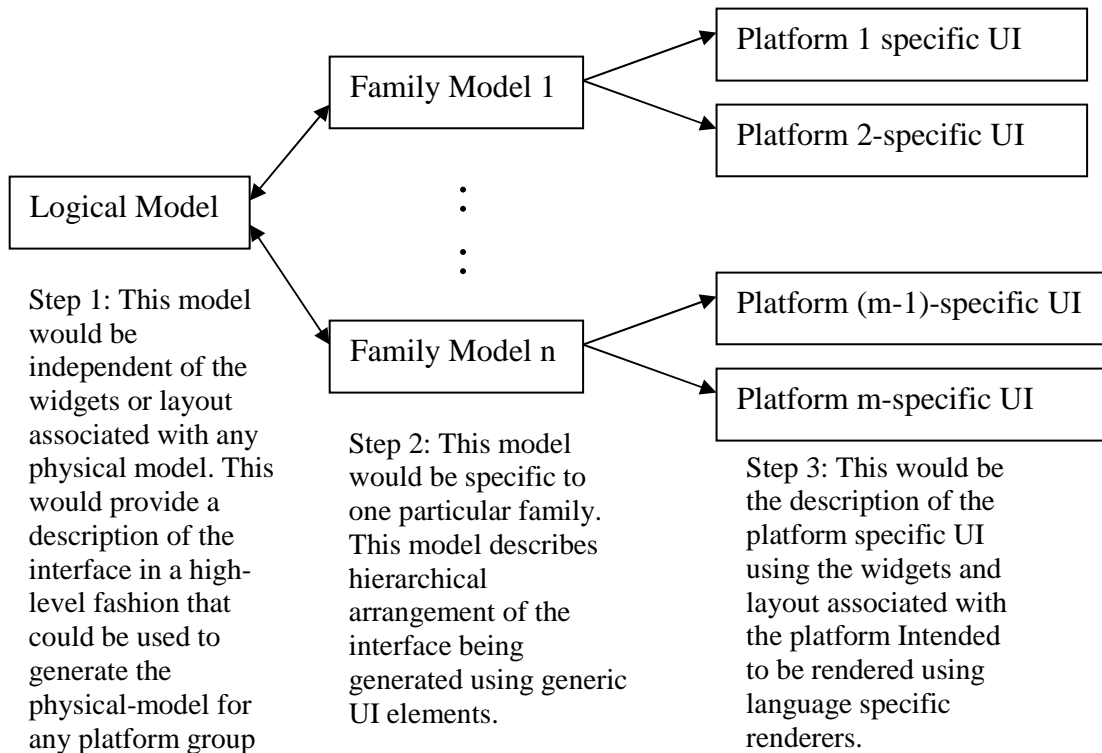 Platform 1 specific UI
Family Model 1
Platform 2-specific UI
Logical Model
Platform (m-1)-specific UI
Family Model n
Platform m-specific UI
Step 1: This model
would be
independent of the
widgets or layout
associated with any
physical model. This
would provide a
description of the
interface in a high-
level fashion that
could be used to
generate the
physical-model for
any platform group
Step 2: This model
would be specific to
one particular family.
This model describes
hierarchical
arrangement of the
interface being
generated using generic
UI elements.
Step 3: This would be
the description of the
platform specific UI
using the widgets and
layout associated with
the platform Intended
to be rendered using
language specific
renderers.